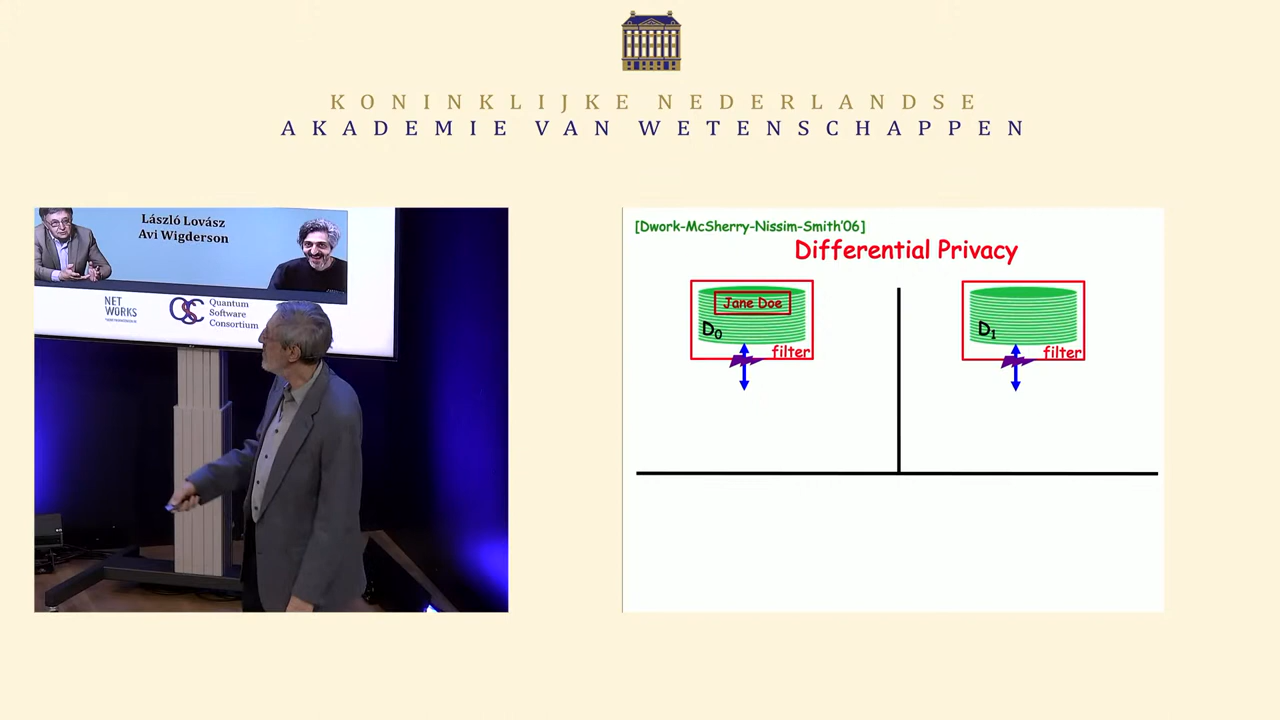 KONINKLIJKE NEDERLANDSE
AKADEMIE VAN WETENSCHAPPEN
László Lovász
Avi Wigderson
NET
WORKS
QSC
Quantum
Software
Consortium
[Dwork-McSherry-Nissim-Smith'06]
Differential Privacy
Jane Doe
D₀
filter
D₁
filter